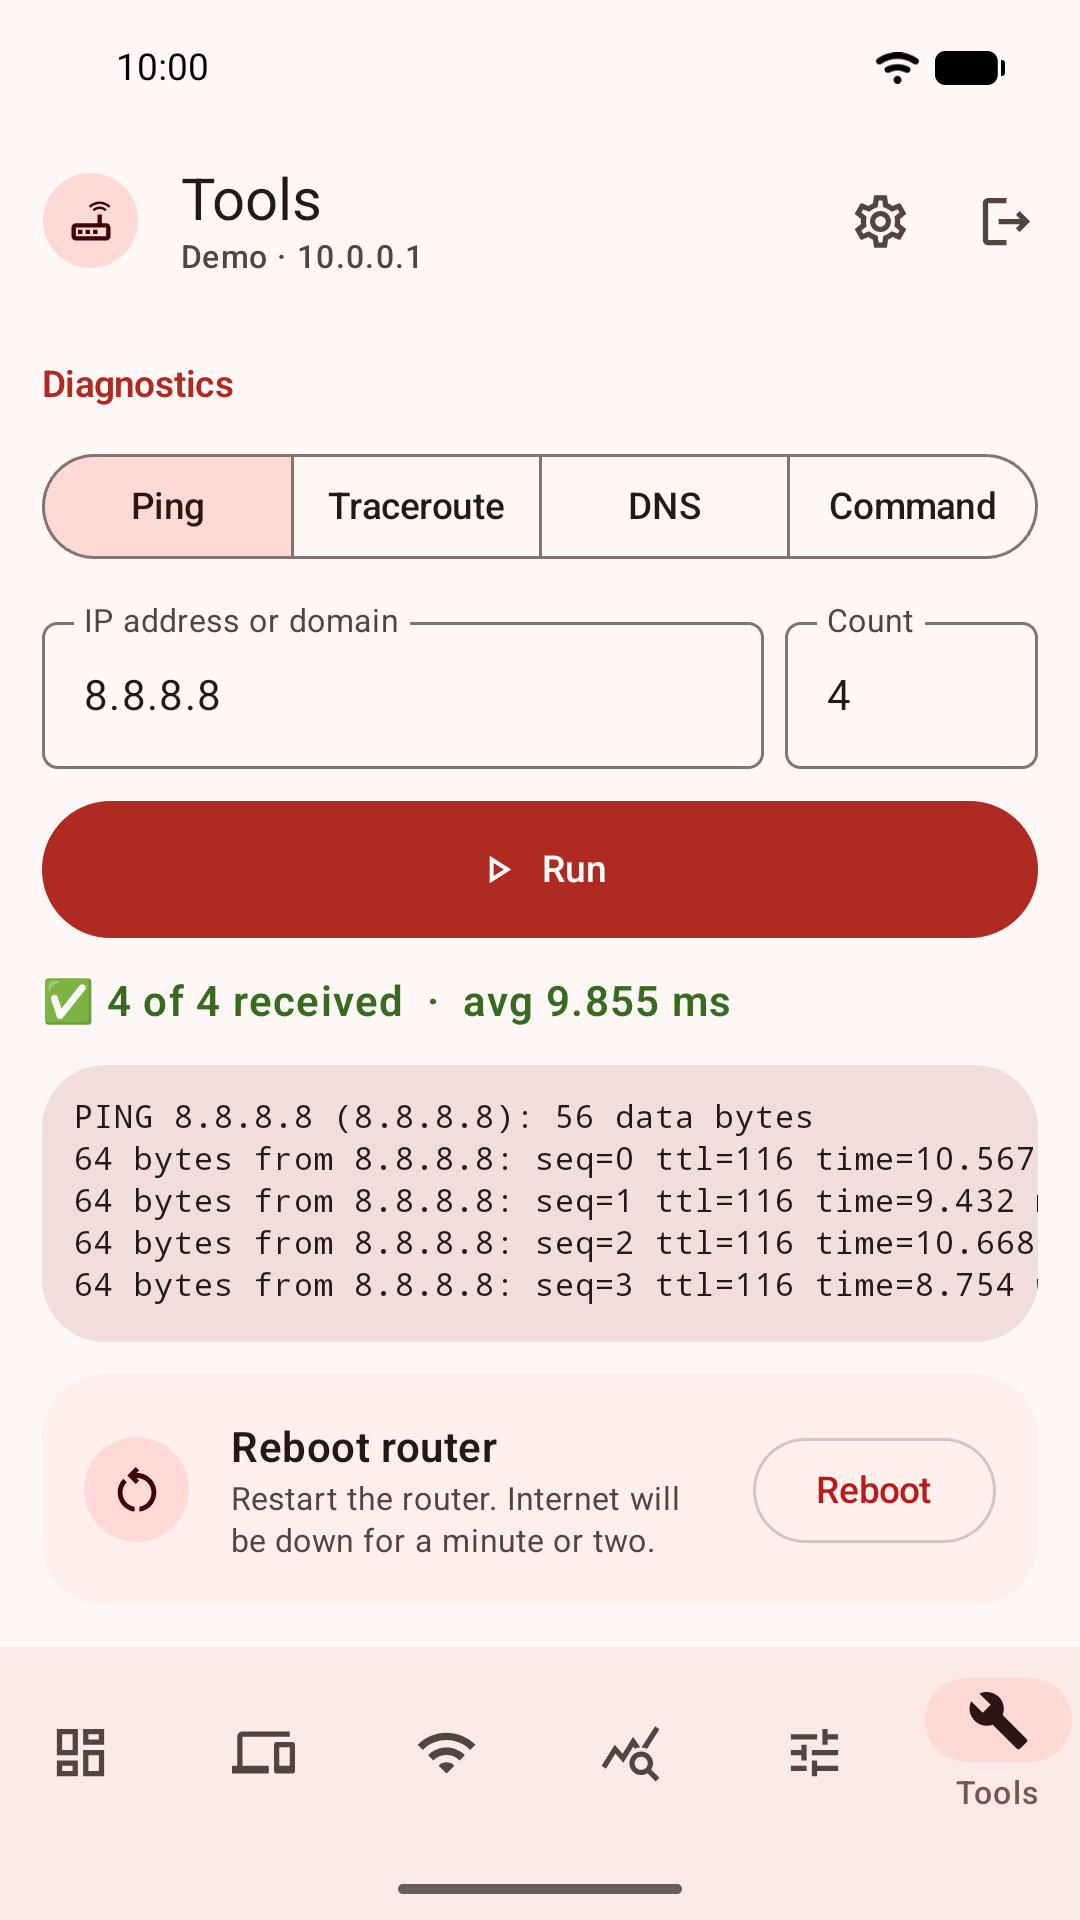 10:00
Tools
Demo · 10.0.0.1
Diagnostics
Ping
Traceroute
DNS
Command
IP address or domain
8.8.8.8
Count
4
Run
✅ 4 of 4 received · avg 9.855 ms
PING 8.8.8.8 (8.8.8.8): 56 data bytes
64 bytes from 8.8.8.8: seq=0 ttl=116 time=10.567
64 bytes from 8.8.8.8: seq=1 ttl=116 time=9.432
64 bytes from 8.8.8.8: seq=2 ttl=116 time=10.668
64 bytes from 8.8.8.8: seq=3 ttl=116 time=8.754
Reboot router
Restart the router. Internet will
be down for a minute or two.
Reboot
Tools